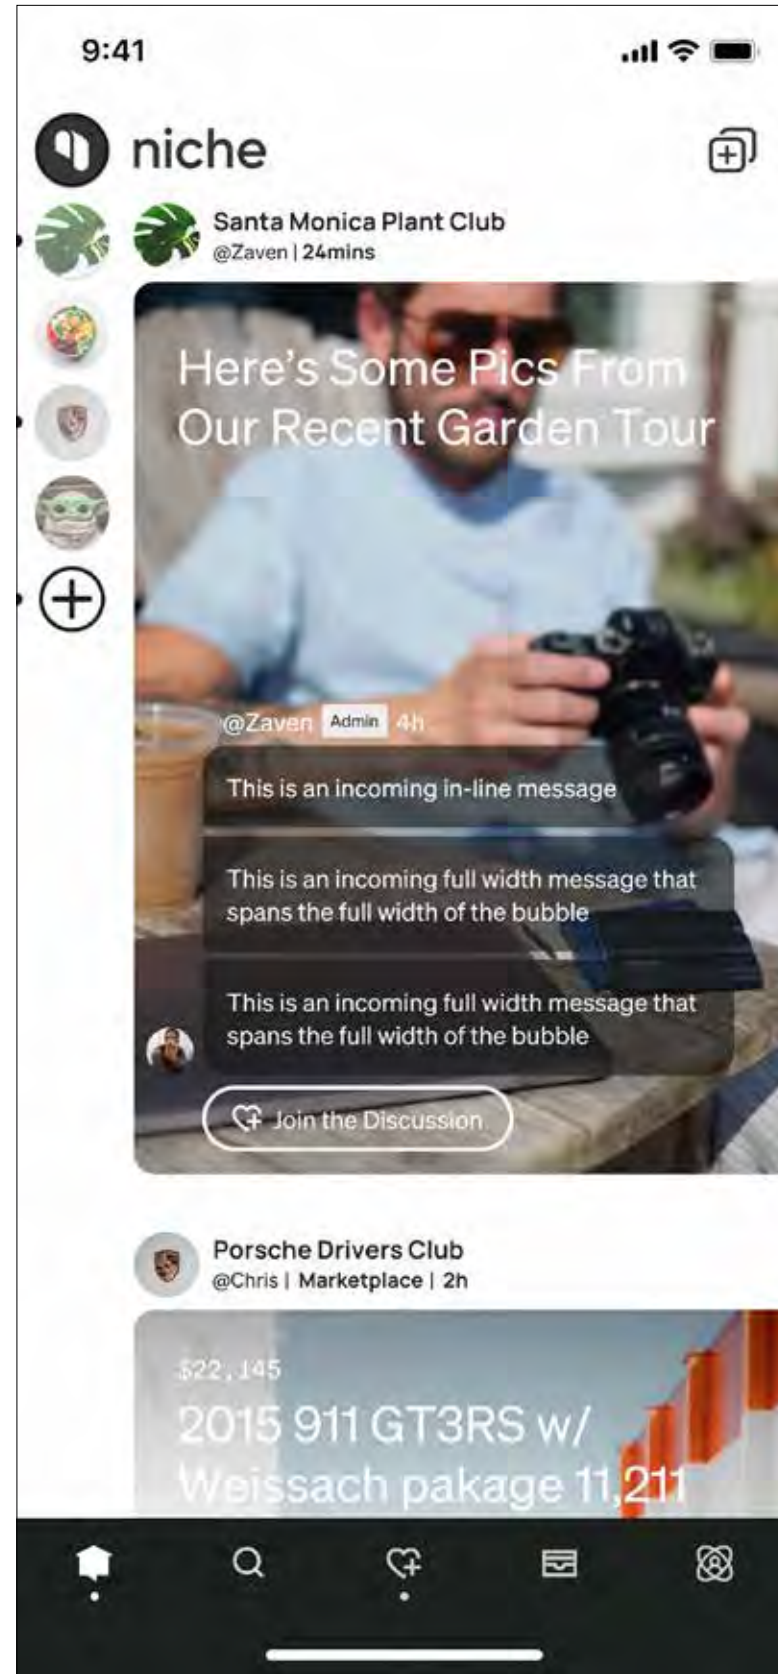 9:41
niche
Santa Monica Plant Club
@Zaven | 24mins
Here's Some Pics From
Our Recent Garden Tour
@Zaven Admin 4h
This is an incoming in-line message
This is an incoming full width message that
spans the full width of the bubble
This is an incoming full width message that
spans the full width of the bubble
Join the Discussion
Porsche Drivers Club
@Chris | Marketplace | 2h
$22,145
2015 911 GT3RS w/
Weissach pakage 11,211